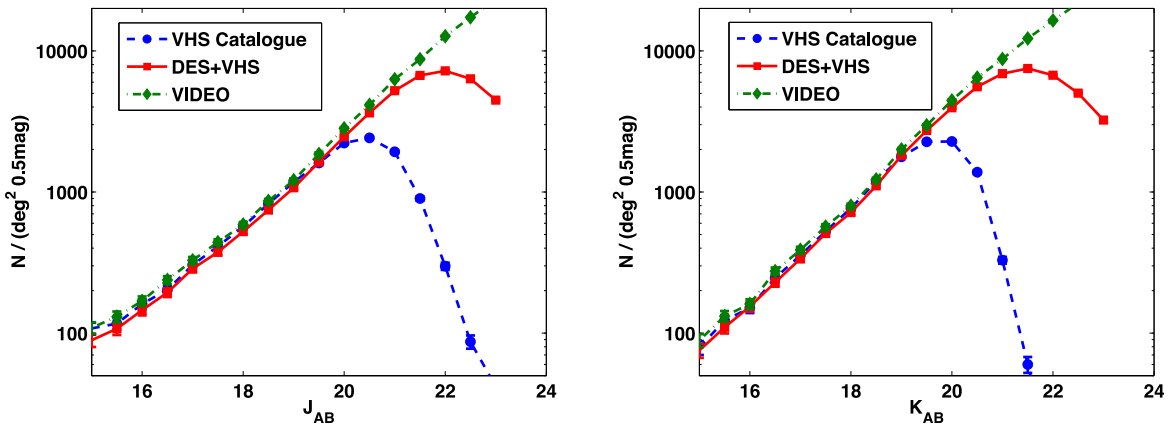 10000
1000
100
N / (deg² 0.5mag)
VHS Catalogue
DES+VHS
VIDEO
16 18 20 22 24
J_AB
10000
1000
100
N / (deg² 0.5mag)
VHS Catalogue
DES+VHS
VIDEO
16 18 20 22 24
K_AB